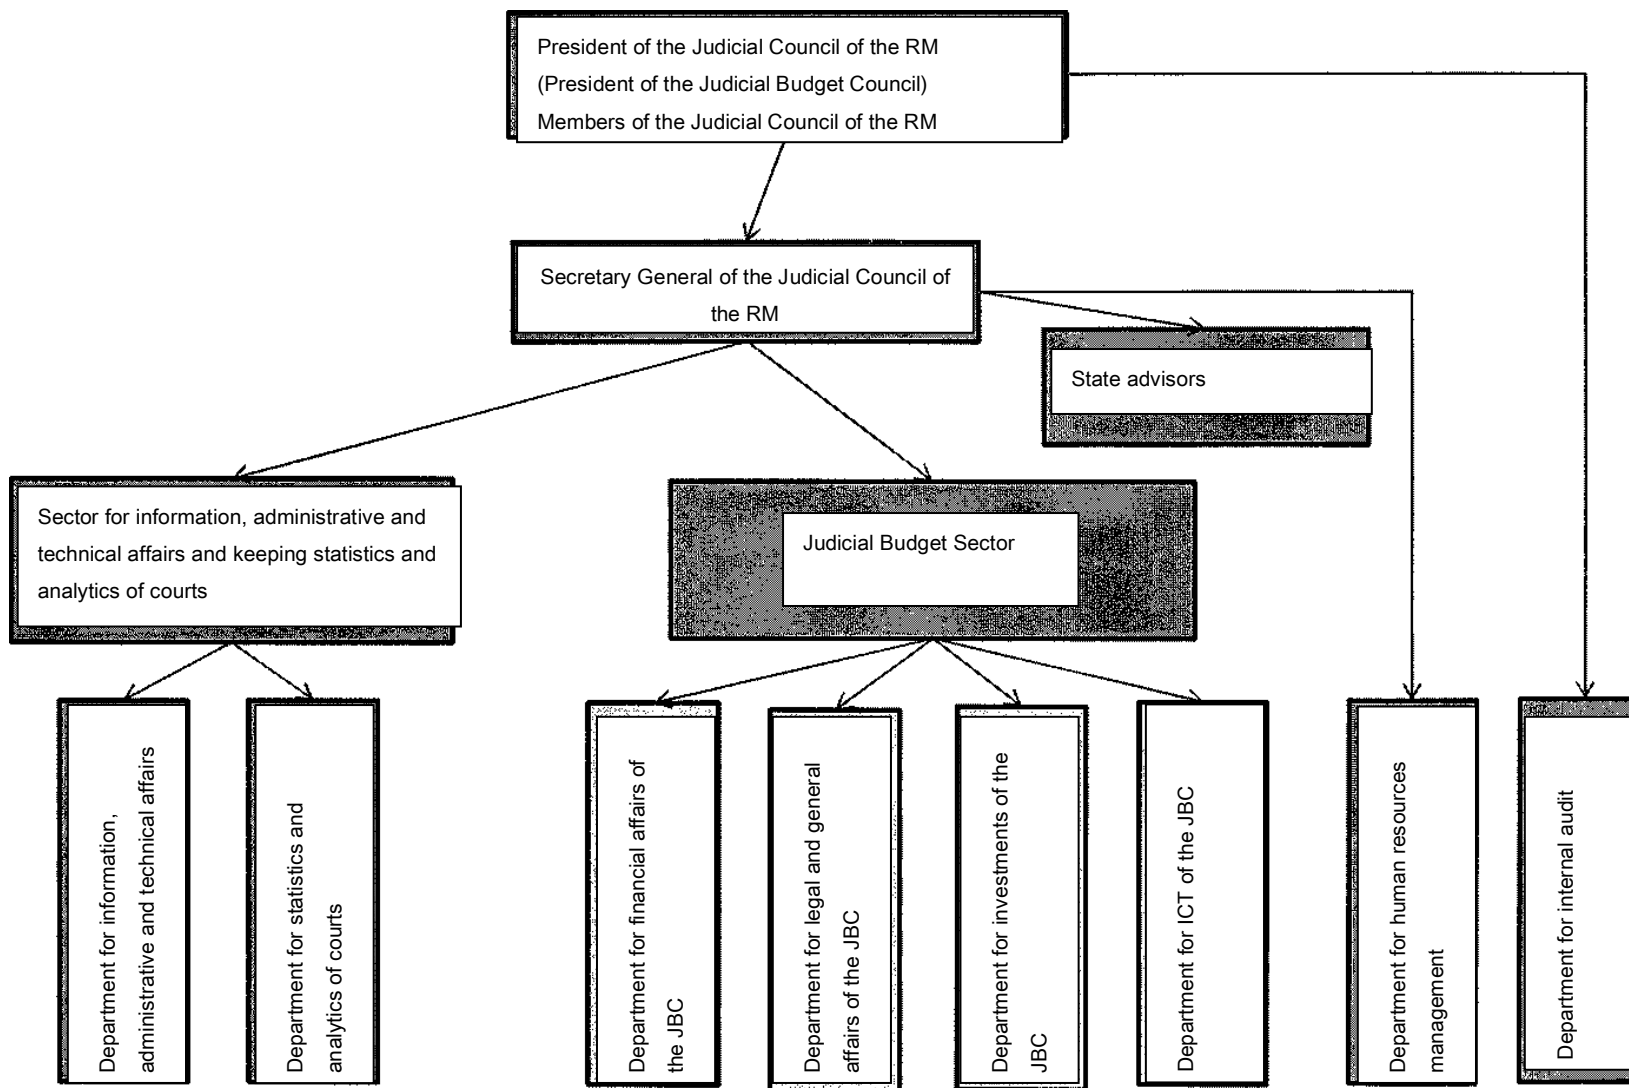 President of the Judicial Council of the RM
(President of the Judicial Budget Council)
Members of the Judicial Council of the RM
Secretary General of the Judicial Council of
the RM
State advisors
Sector for information, administrative and
technical affairs and keeping statistics and
analytics of courts
Judicial Budget Sector
Department for information,
administrative and technical affairs
Department for statistics and
analytics of courts
Department for financial affairs of
the JBC
Department for legal and general
affairs of the JBC
Department for investments of the
JBC
Department for ICT of the JBC
Department for human resources
management
Department for internal audit